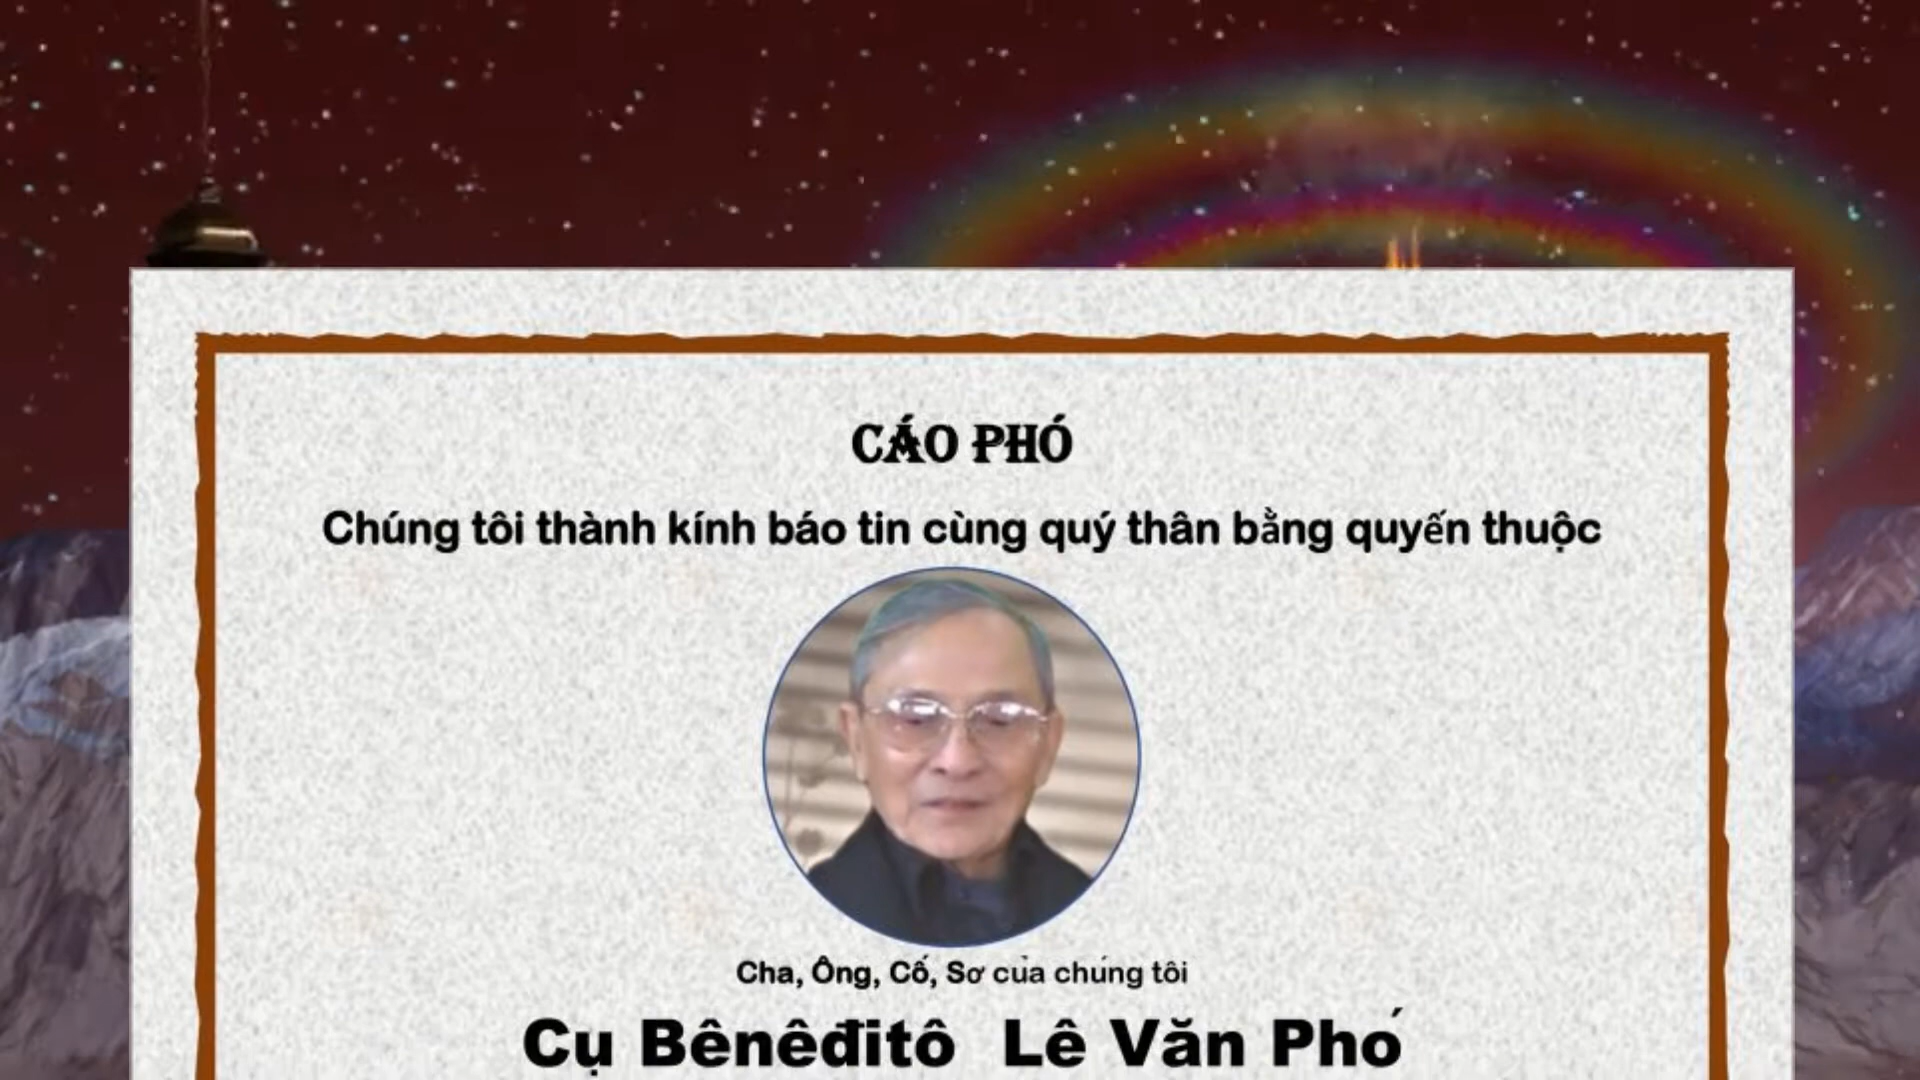 CÁO PHÓ
Chúng tôi thành kính báo tin cùng quý thân bằng quyến thuộc
Cha, Ông, Cố, Sơ của chúng tôi
Cụ Bênêđitô Lê Văn Phó